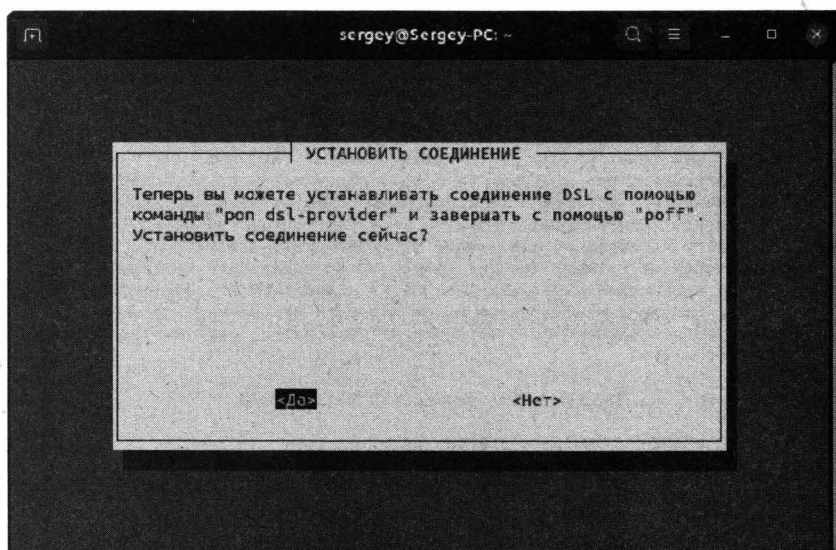 sergey@Sergey-PC: ~
УСТАНОВИТЬ СОЕДИНЕНИЕ
Теперь вы можете устанавливать соединение DSL с помощью
команды "pon dsl-provider" и завершать с помощью "poff".
Установить соединение сейчас?
<Да> <Нет>